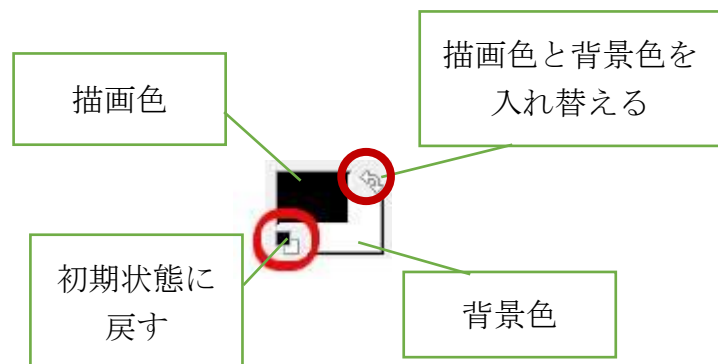 描画色
描画色と背景色を
入れ替える
初期状態に
戻す
背景色